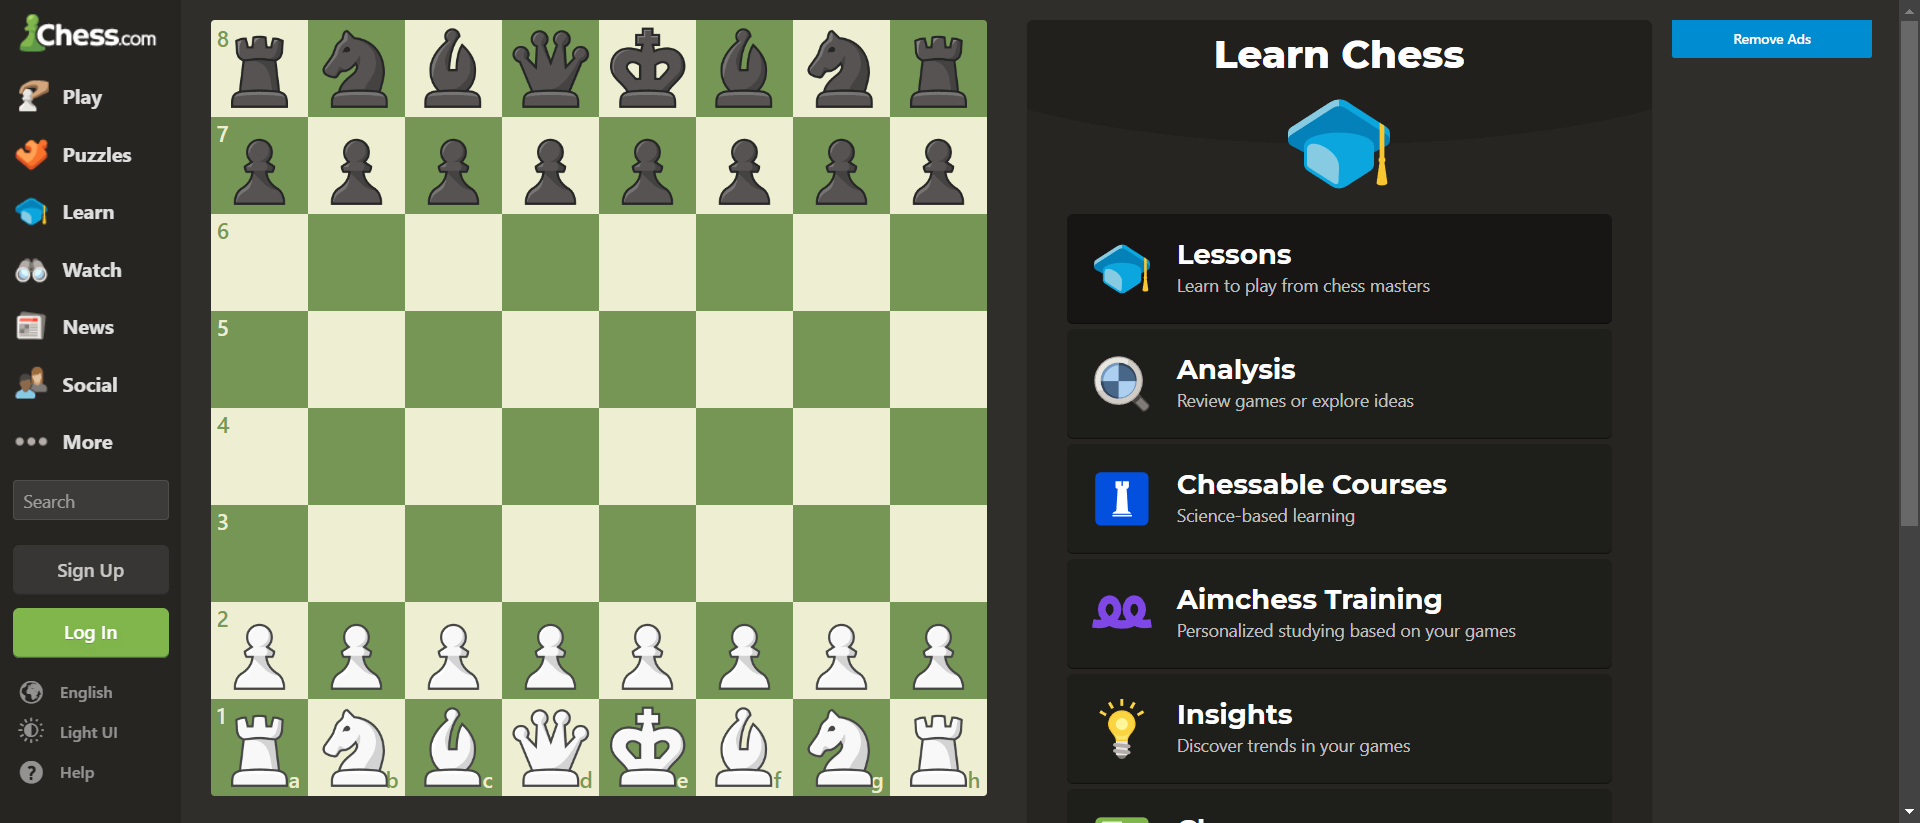 Chess.com
Play
Puzzles
Learn
Watch
News
Social
More
Search
Sign Up
Log In
English
Light UI
Help
8
7
6
5
4
3
2
1
a b c d e f g h
Learn Chess
Lessons
Learn to play from chess masters
Analysis
Review games or explore ideas
Chessable Courses
Science-based learning
Aimchess Training
Personalized studying based on your games
Insights
Discover trends in your games
Remove Ads